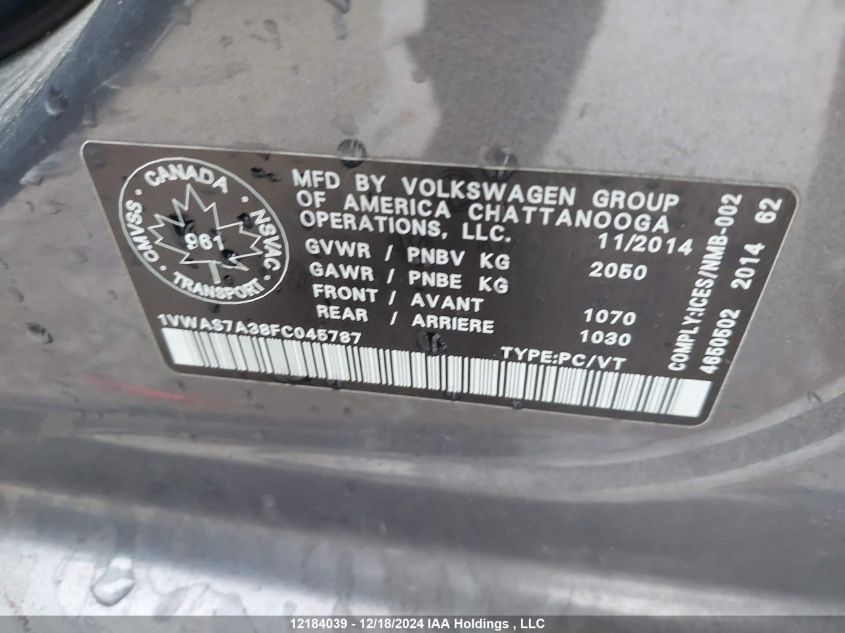 CANADA
CMVSS
NSVAC
961
TRANSPORT
MFD BY VOLKSWAGEN GROUP
OF AMERICA CHATTANOOGA
OPERATIONS, LLC. 11/2014
GVWR / PNBV KG 2050
GAWR / PNBE KG
FRONT / AVANT 1070
REAR / ARRIERE 1030
1VWAS7A38FC045787
TYPE:PC/VT
COMPLY:ICES/NMB-002
4650502 2014 62
12184039 - 12/18/2024 IAA Holdings , LLC